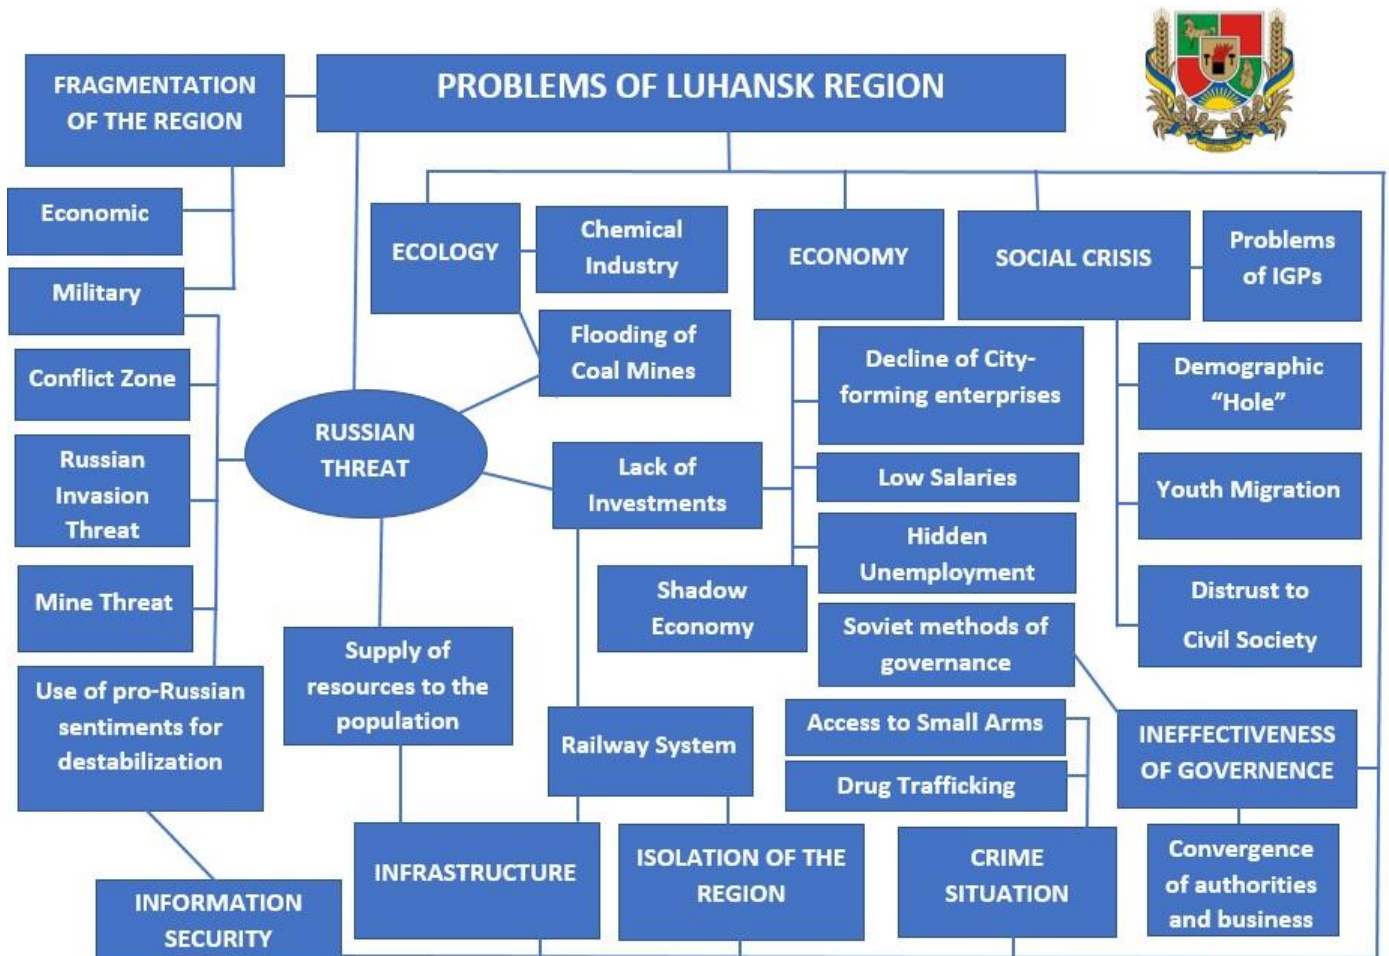 PROBLEMS OF LUHANSK REGION
FRAGMENTATION
OF THE REGION
Economic
Military
Conflict Zone
Russian
Invasion
Threat
Mine Threat
Use of pro-Russian
sentiments for
destabilization
INFORMATION
SECURITY
RUSSIAN
THREAT
Supply of
resources to the
population
INFRASTRUCTURE
ECOLOGY
Chemical
Industry
Flooding of
Coal Mines
Lack of
Investments
Shadow
Economy
Railway System
ISOLATION OF THE
REGION
ECONOMY
Decline of City-
forming enterprises
Low Salaries
Hidden
Unemployment
Soviet methods of
governance
Access to Small Arms
Drug Trafficking
CRIME
SITUATION
SOCIAL CRISIS
Problems
of IGPs
Demographic
“Hole”
Youth Migration
Distrust to
Civil Society
INEFFECTIVENESS
OF GOVERNENCE
Convergence
of authorities
and business